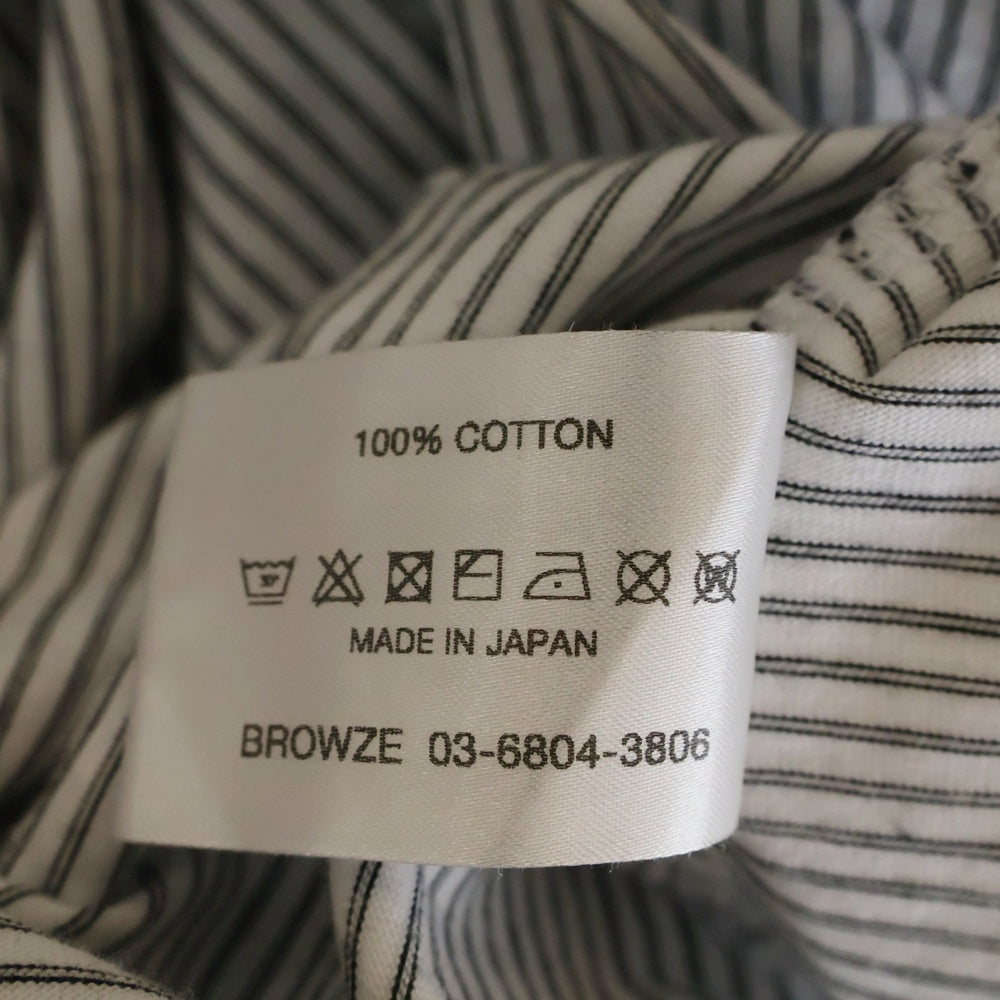 100% COTTON
MADE IN JAPAN
BROWZE 03-6804-3806